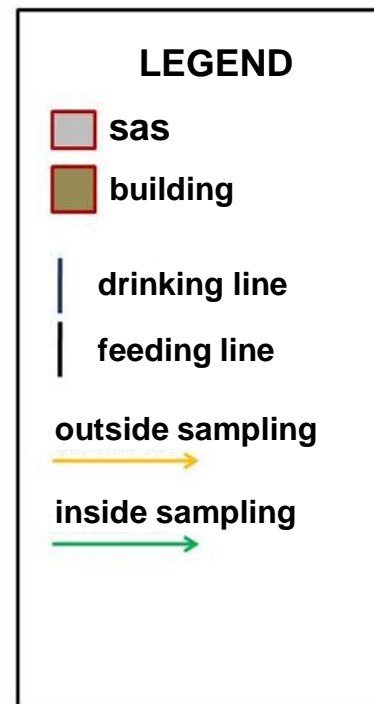 LEGEND
sas
building
drinking line
feeding line
outside sampling
inside sampling